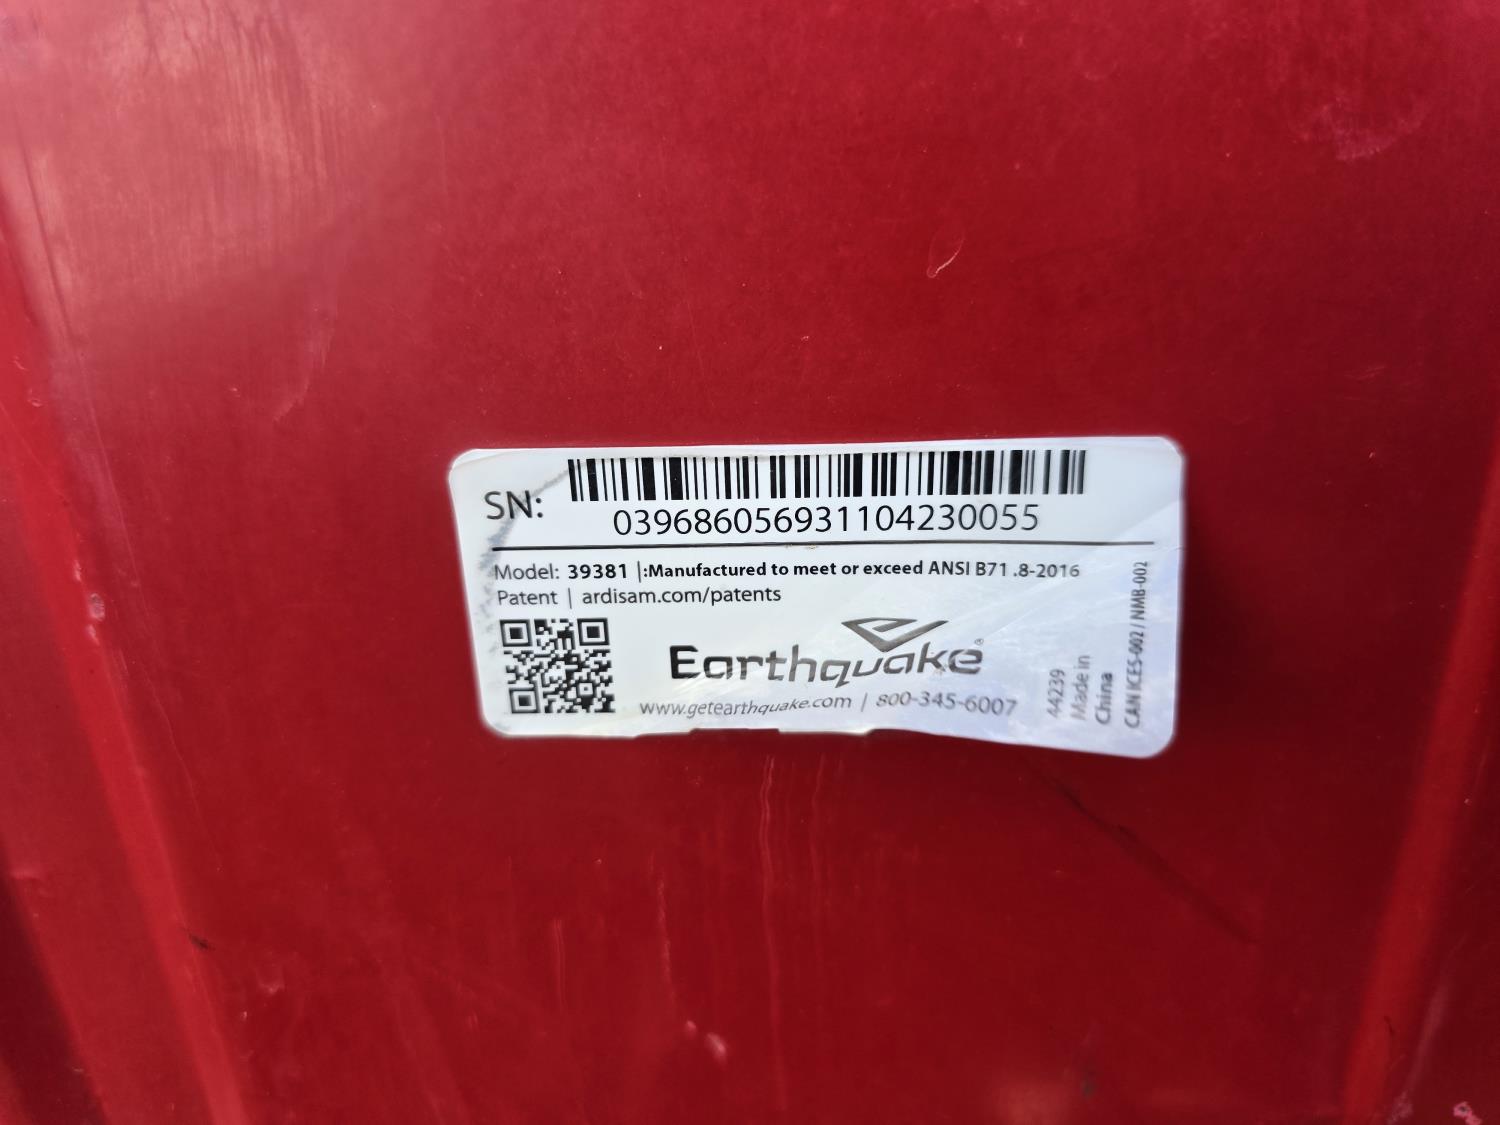 SN:
039686056931104230055
Model: 39381 |:Manufactured to meet or exceed ANSI B71 .8-2016
Patent | ardisam.com/patents
Earthquake®
www.getearthquake.com | 800-345-6007
44239
Made in
China
CAN ICES-002 / NMB-002